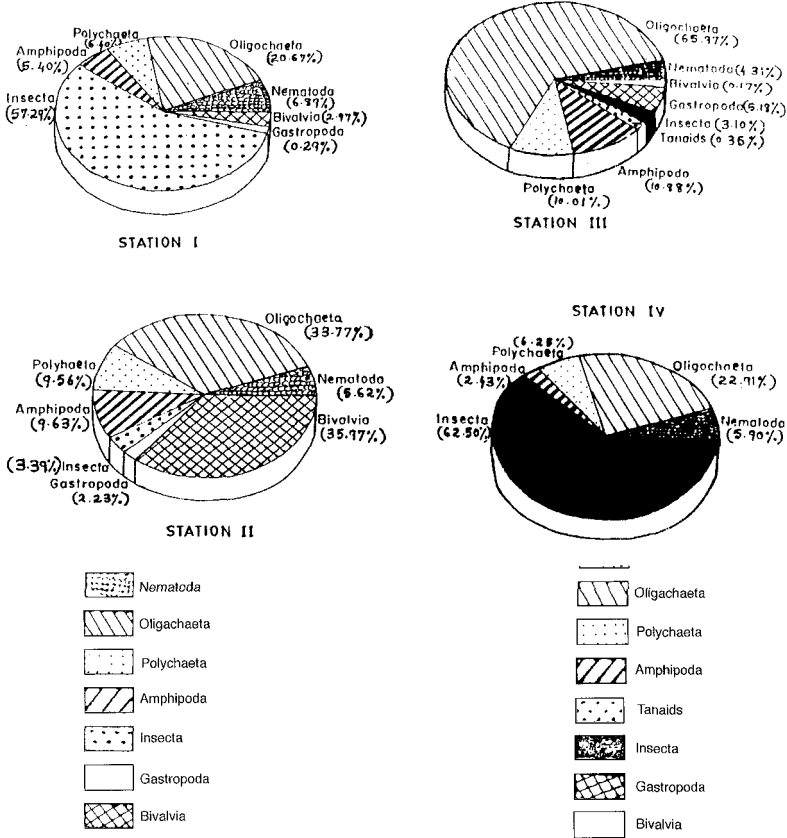 Polychaeta
(6.60%)
Amphipoda
(5.40%)
Insecta
(57.29%)
Oligochaeta
(20.67%)
Nematoda
Bivalvia(2.97%)
Gastropoda
(0.29%)
STATION I
Oligochaeta
(65.97%)
Nematoda(4.31%)
Bivalvia (0.17%)
Gastropoda(5.18%)
Insecta (3.10%)
Tanaids (0.36%)
Amphipoda
(10.88%)
Polychaeta
(10.01%)
STATION III
Oligochaeta
(33.77%)
Polyhaeta
(9.56%)
Amphipoda
(9.63%)
(3.39%)Insecta
Gastropoda
(2.23%)
Nematoda
(5.62%)
Bivalvia
(35.97%)
STATION II
STATION IV
(6.25%)
Polychaeta
Amphipoda
(2.43%)
Insecta
(62.50%)
Oligochaeta
(22.91%)
Nematoda
(5.90%)
Nematoda
Oligachaeta
Polychaeta
Amphipoda
Insecta
Gastropoda
Bivalvia
Oligachaeta
Polychaeta
Amphipoda
Tanaids
Insecta
Gastropoda
Bivalvia